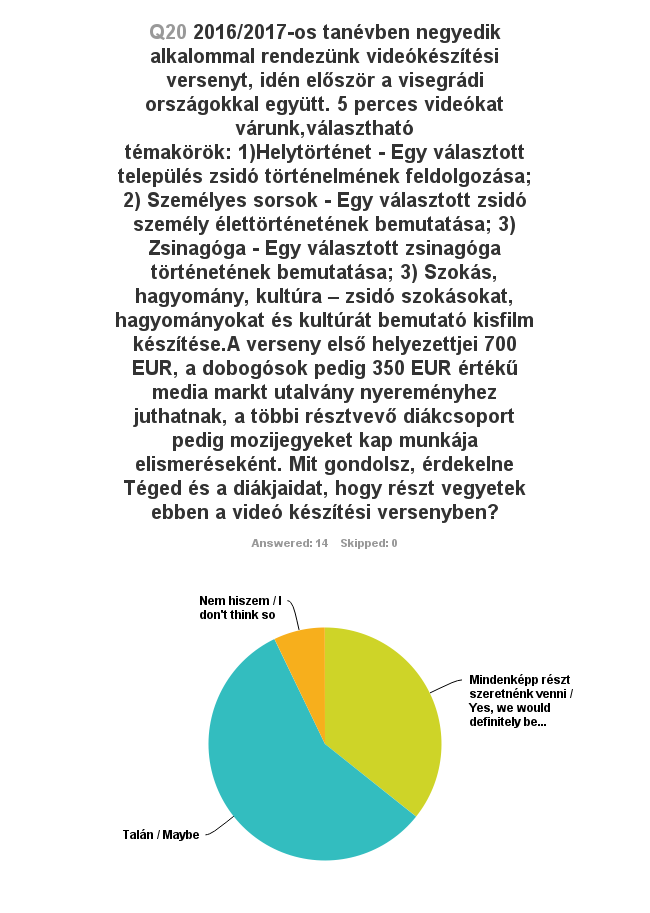 Q20 2016/2017-os tanévben negyedik
alkalommal rendezünk videókészítési
versenyt, idén először a visegrádi
országokkal együtt. 5 perces videókat
várunk,választható
témakörök: 1)Helytörténet - Egy választott
település zsidó történelmének feldolgozása;
2) Személyes sorsok - Egy választott zsidó
személy élettörténetének bemutatása; 3)
Zsinagóga - Egy választott zsinagóga
történetének bemutatása; 3) Szokás,
hagyomány, kultúra – zsidó szokásokat,
hagyományokat és kultúrát bemutató kisfilm
készítése.A verseny első helyezettjei 700
EUR, a dobogósok pedig 350 EUR értékű
media markt utalvány nyereményhez
juthatnak, a többi résztvevő diákcsoport
pedig mozijegyeket kap munkája
elismeréseként. Mit gondolsz, érdekelne
Téged és a diákjaidat, hogy részt vegyetek
ebben a videó készítési versenyben?
Answered: 14 Skipped: 0
Nem hiszem / I
don't think so
Mindenképp részt
szeretnénk venni /
Yes, we would
definitely be...
Talán / Maybe